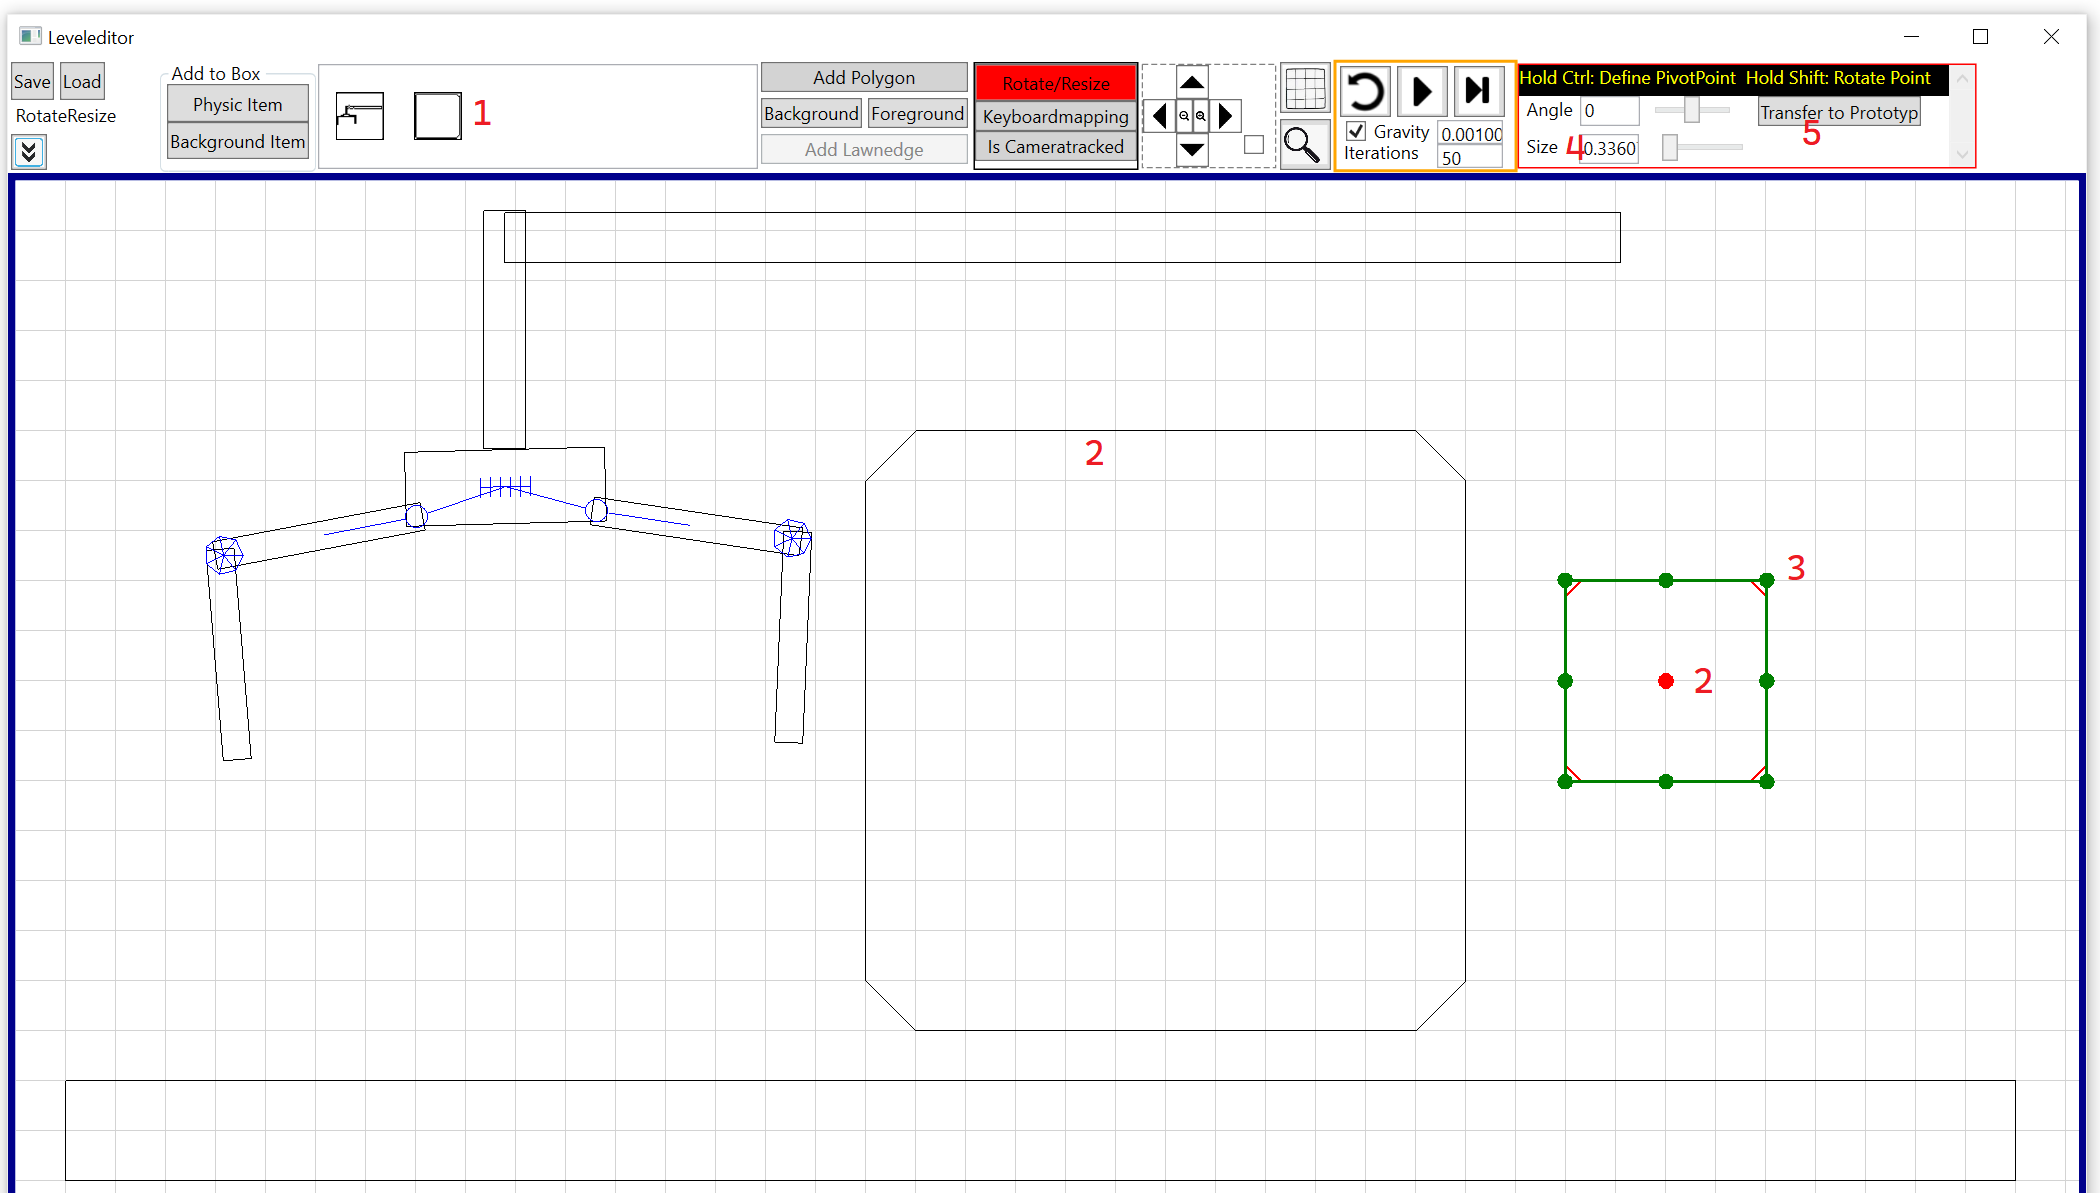 Leveleditor
Save Load
RotateResize
Add to Box
Physic Item
Background Item
1
Add Polygon
Background Foreground
Add Lawnedge
Rotate/Resize
Keyboardmapping
Is Cameratracked
Gravity 0.00100
Iterations 50
Hold Ctrl: Define PivotPoint Hold Shift: Rotate Point
Angle 0
Transfer to Prototyp
5
Size 4 0.3360
2
3
2